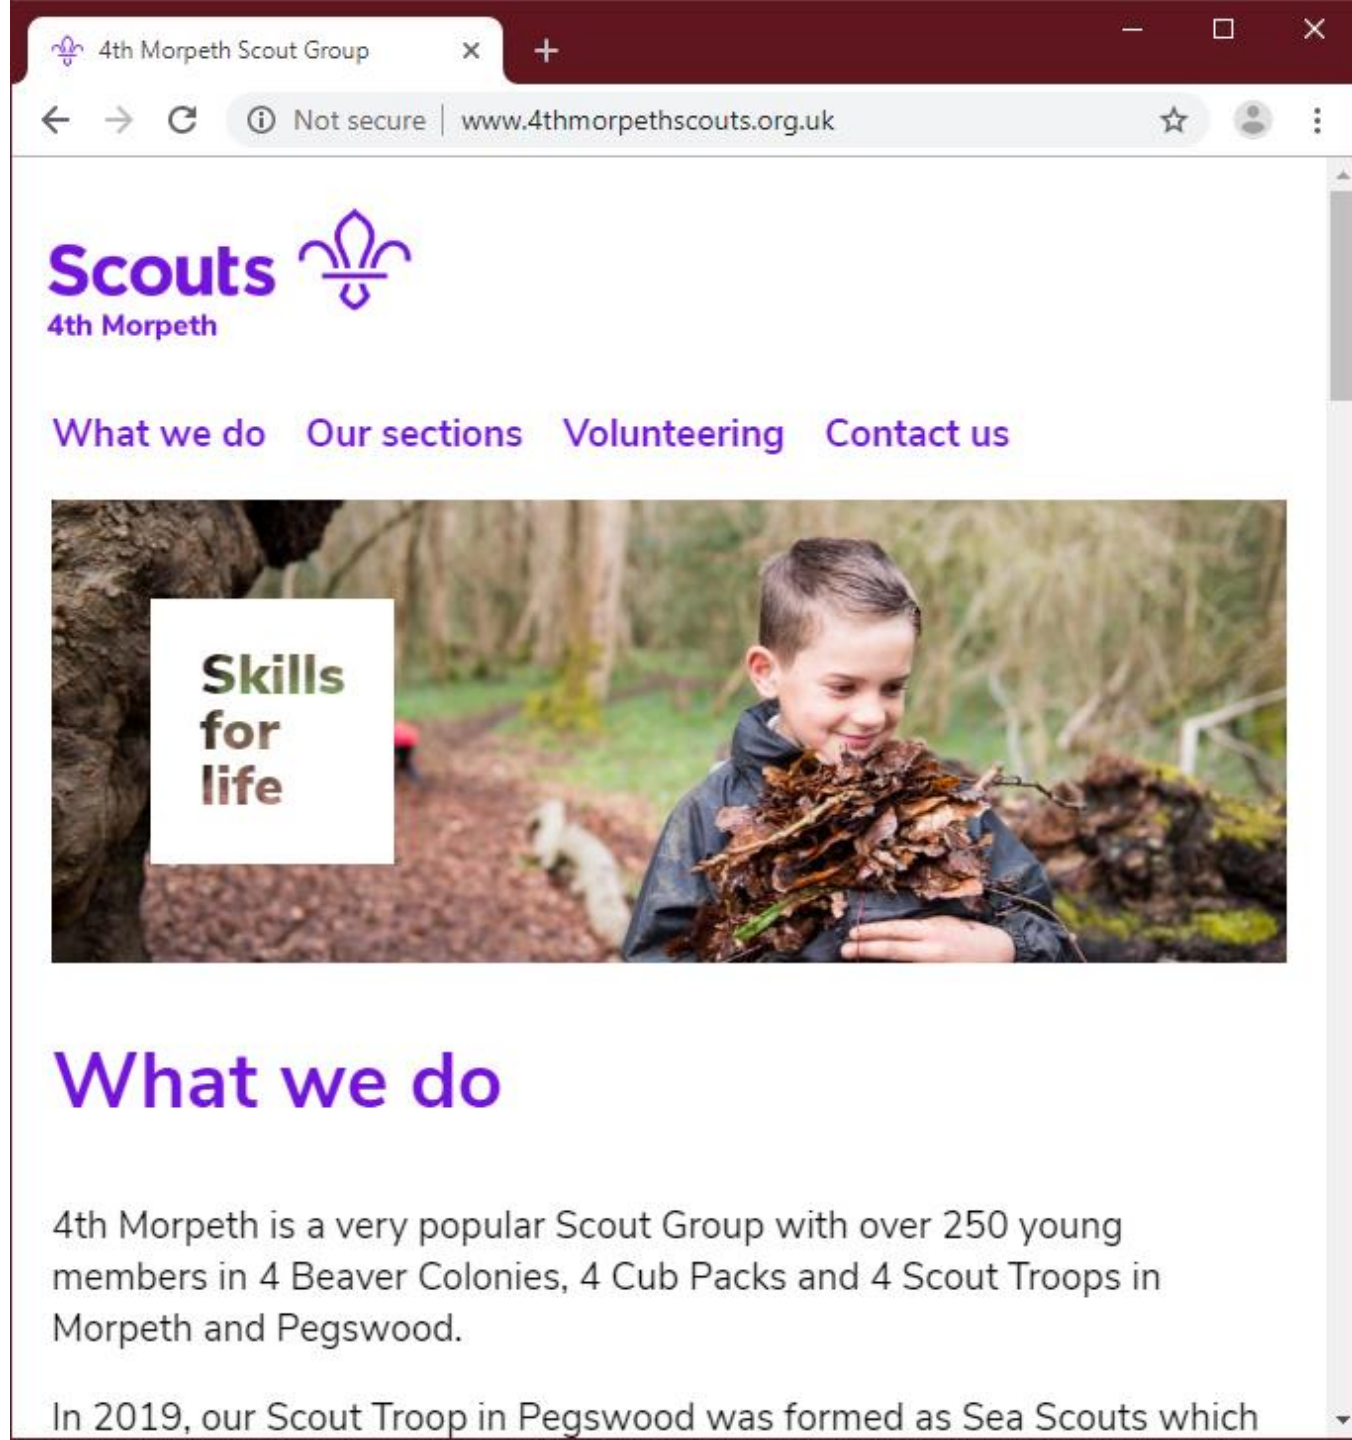 4th Morpeth Scout Group
Not secure www.4thmorpethscouts.org.uk
Scouts
4th Morpeth
What we do Our sections Volunteering Contact us
Skills
for
life
What we do
4th Morpeth is a very popular Scout Group with over 250 young
members in 4 Beaver Colonies, 4 Cub Packs and 4 Scout Troops in
Morpeth and Pegswood.
In 2019, our Scout Troop in Pegswood was formed as Sea Scouts which